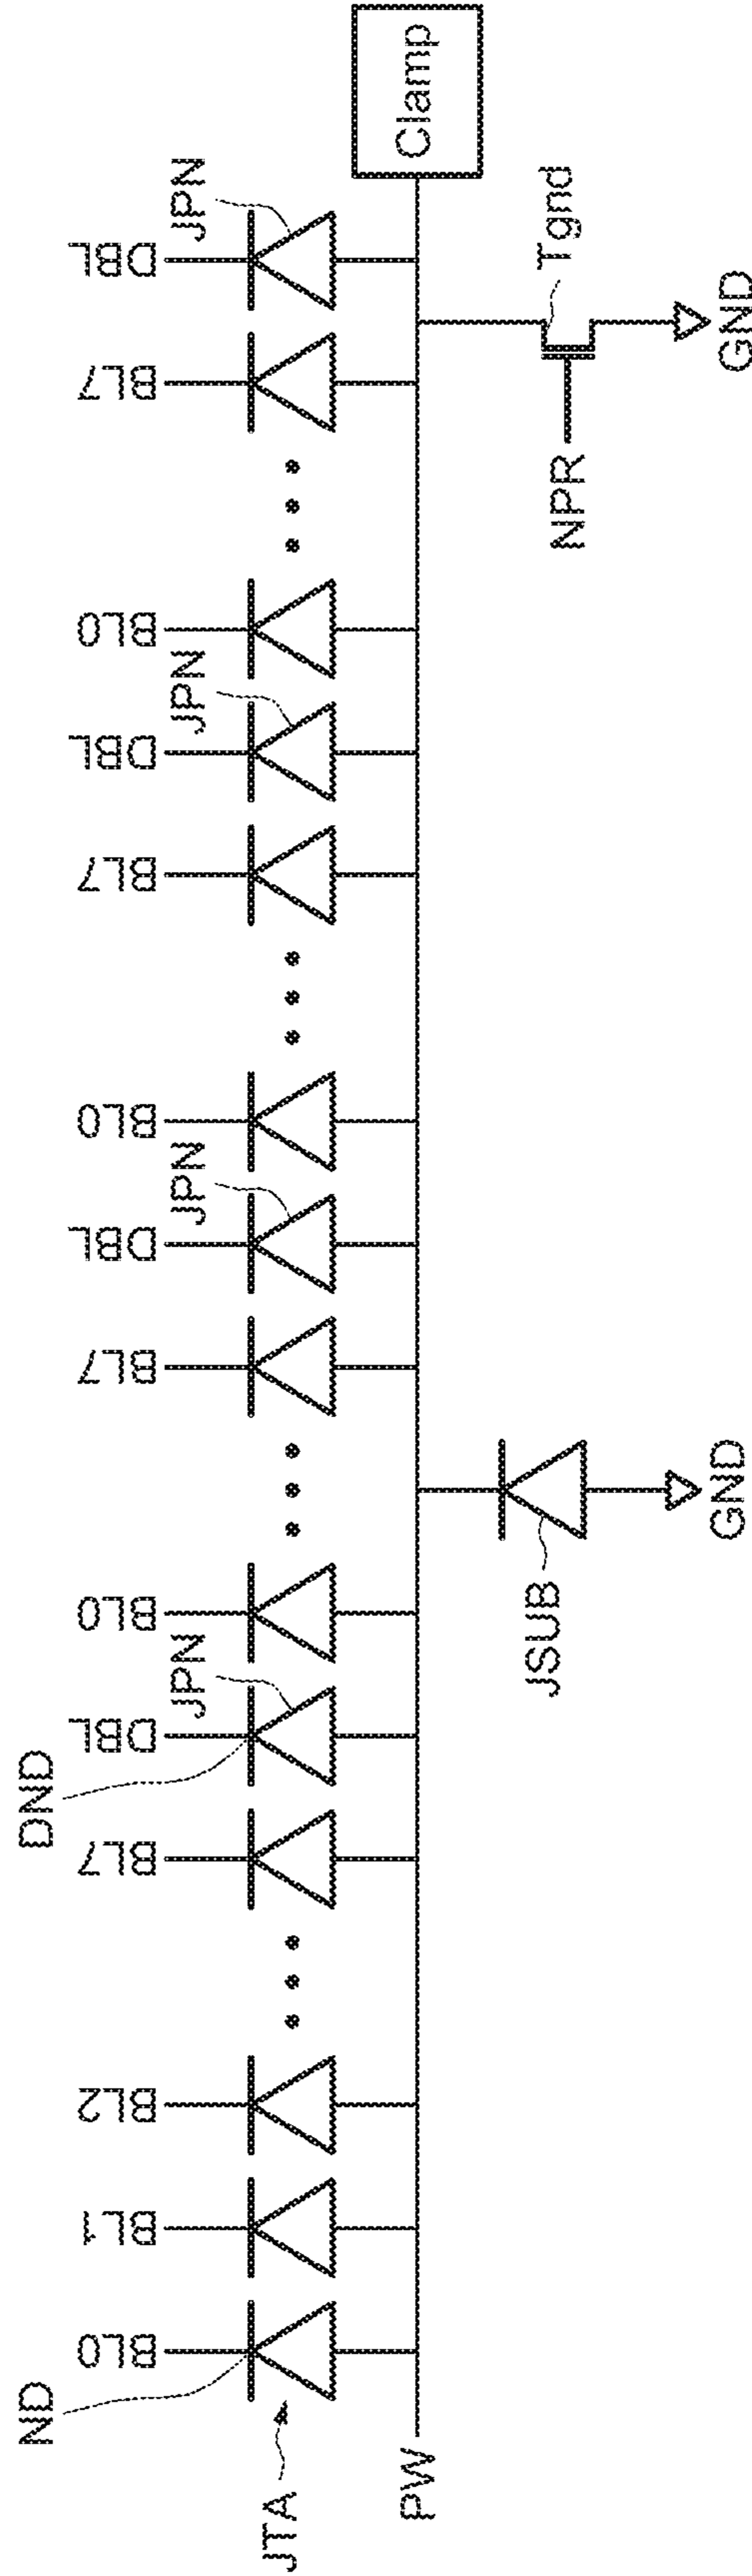 ND
DND
BL0
BL1
BL2
BL7
DBL
BL0
BL7
DBL
BL0
BL7
DBL
BL0
BL7
DBL
JPN
JPN
JPN
JPN
JTA
PW
Clamp
JSUB
NPR
Tgnd
GND
GND